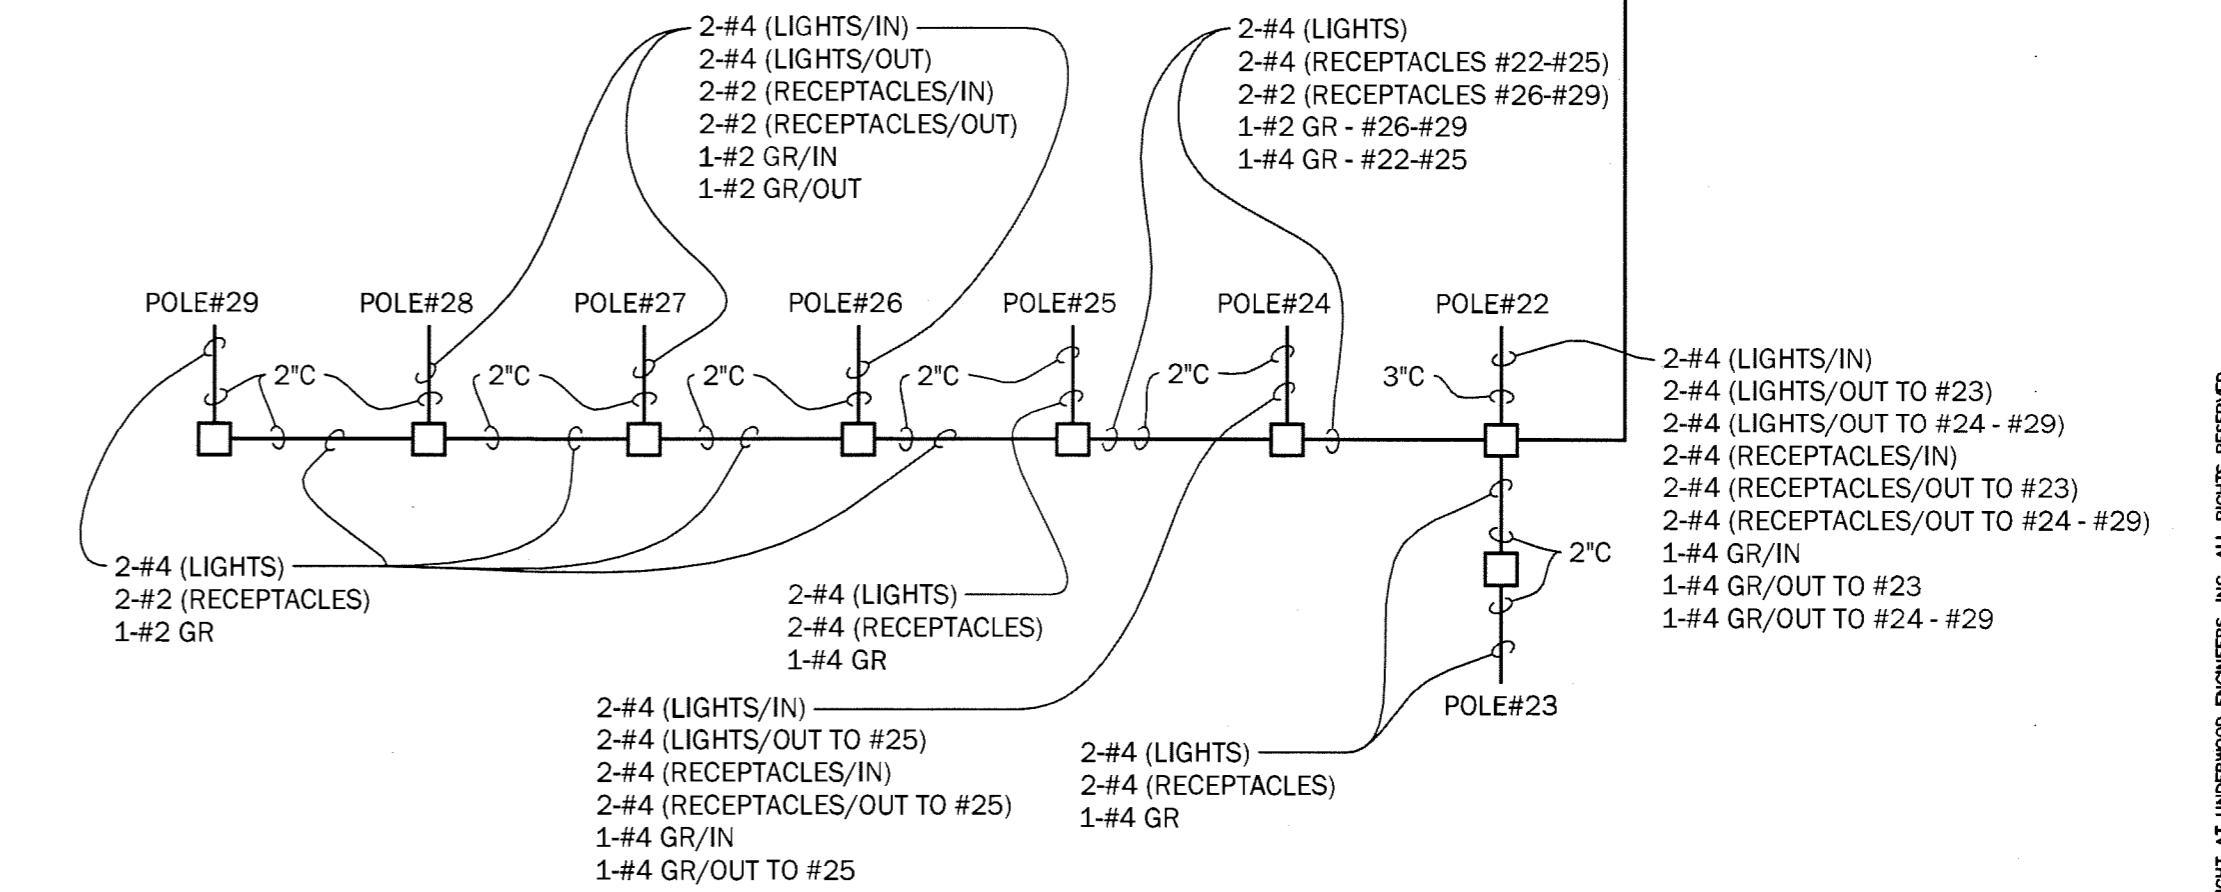 2-#4 (LIGHTS/IN)
2-#4 (LIGHTS/OUT)
2-#2 (RECEPTACLES/IN)
2-#2 (RECEPTACLES/OUT)
1-#2 GR/IN
1-#2 GR/OUT
2-#4 (LIGHTS)
2-#4 (RECEPTACLES #22-#25)
2-#2 (RECEPTACLES #26-#29)
1-#2 GR - #26-#29
1-#4 GR - #22-#25
POLE#29
POLE#28
POLE#27
POLE#26
POLE#25
POLE#24
POLE#22
2"C
2"C
2"C
2"C
2"C
3"C
2-#4 (LIGHTS/IN)
2-#4 (LIGHTS/OUT TO #23)
2-#4 (LIGHTS/OUT TO #24 - #29)
2-#4 (RECEPTACLES/IN)
2-#4 (RECEPTACLES/OUT TO #23)
2-#4 (RECEPTACLES/OUT TO #24 - #29)
1-#4 GR/IN
1-#4 GR/OUT TO #23
1-#4 GR/OUT TO #24 - #29
2"C
POLE#23
2-#4 (LIGHTS)
2-#2 (RECEPTACLES)
1-#2 GR
2-#4 (LIGHTS)
2-#4 (RECEPTACLES)
1-#4 GR
2-#4 (LIGHTS/IN)
2-#4 (LIGHTS/OUT TO #25)
2-#4 (RECEPTACLES/IN)
2-#4 (RECEPTACLES/OUT TO #25)
1-#4 GR/IN
1-#4 GR/OUT TO #25
2-#4 (LIGHTS)
2-#4 (RECEPTACLES)
1-#4 GR